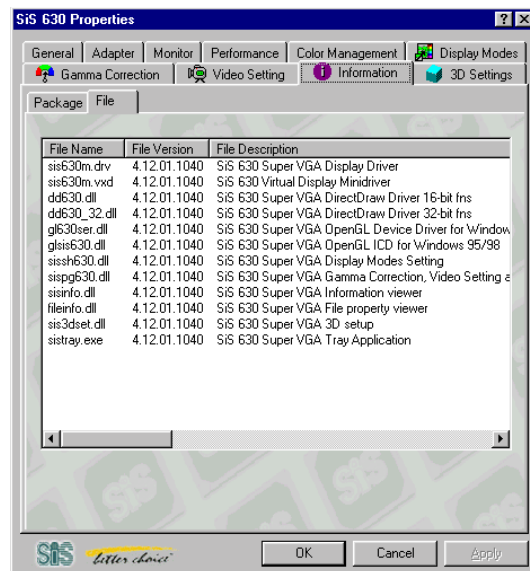 SiS 630 Properties
General Adapter Monitor Performance Color Management Display Modes
Gamma Correction Video Setting Information 3D Settings
Package File
File Name File Version File Description
sis630m.drv 4.12.01.1040 SiS 630 Super VGA Display Driver
sis630m.vxd 4.12.01.1040 SiS 630 Virtual Display Minidriver
dd630.dll 4.12.01.1040 SiS 630 Super VGA DirectDraw Driver 16-bit fns
dd630_32.dll 4.12.01.1040 SiS 630 Super VGA DirectDraw Driver 32-bit fns
gl630ser.dll 4.12.01.1040 SiS 630 Super VGA OpenGL Device Driver for Window
glsis630.dll 4.12.01.1040 SiS 630 Super VGA OpenGL ICD for Windows 95/98
sissh630.dll 4.12.01.1040 SiS 630 Super VGA Display Modes Setting
sispg630.dll 4.12.01.1040 SiS 630 Super VGA Gamma Correction, Video Setting a
sisinfo.dll 4.12.01.1040 SiS 630 Super VGA Information viewer
fileinfo.dll 4.12.01.1040 SiS 630 Super VGA File property viewer
sis3dset.dll 4.12.01.1040 SiS 630 Super VGA 3D setup
sistray.exe 4.12.01.1040 SiS 630 Super VGA Tray Application
SiS better choice OK Cancel Apply